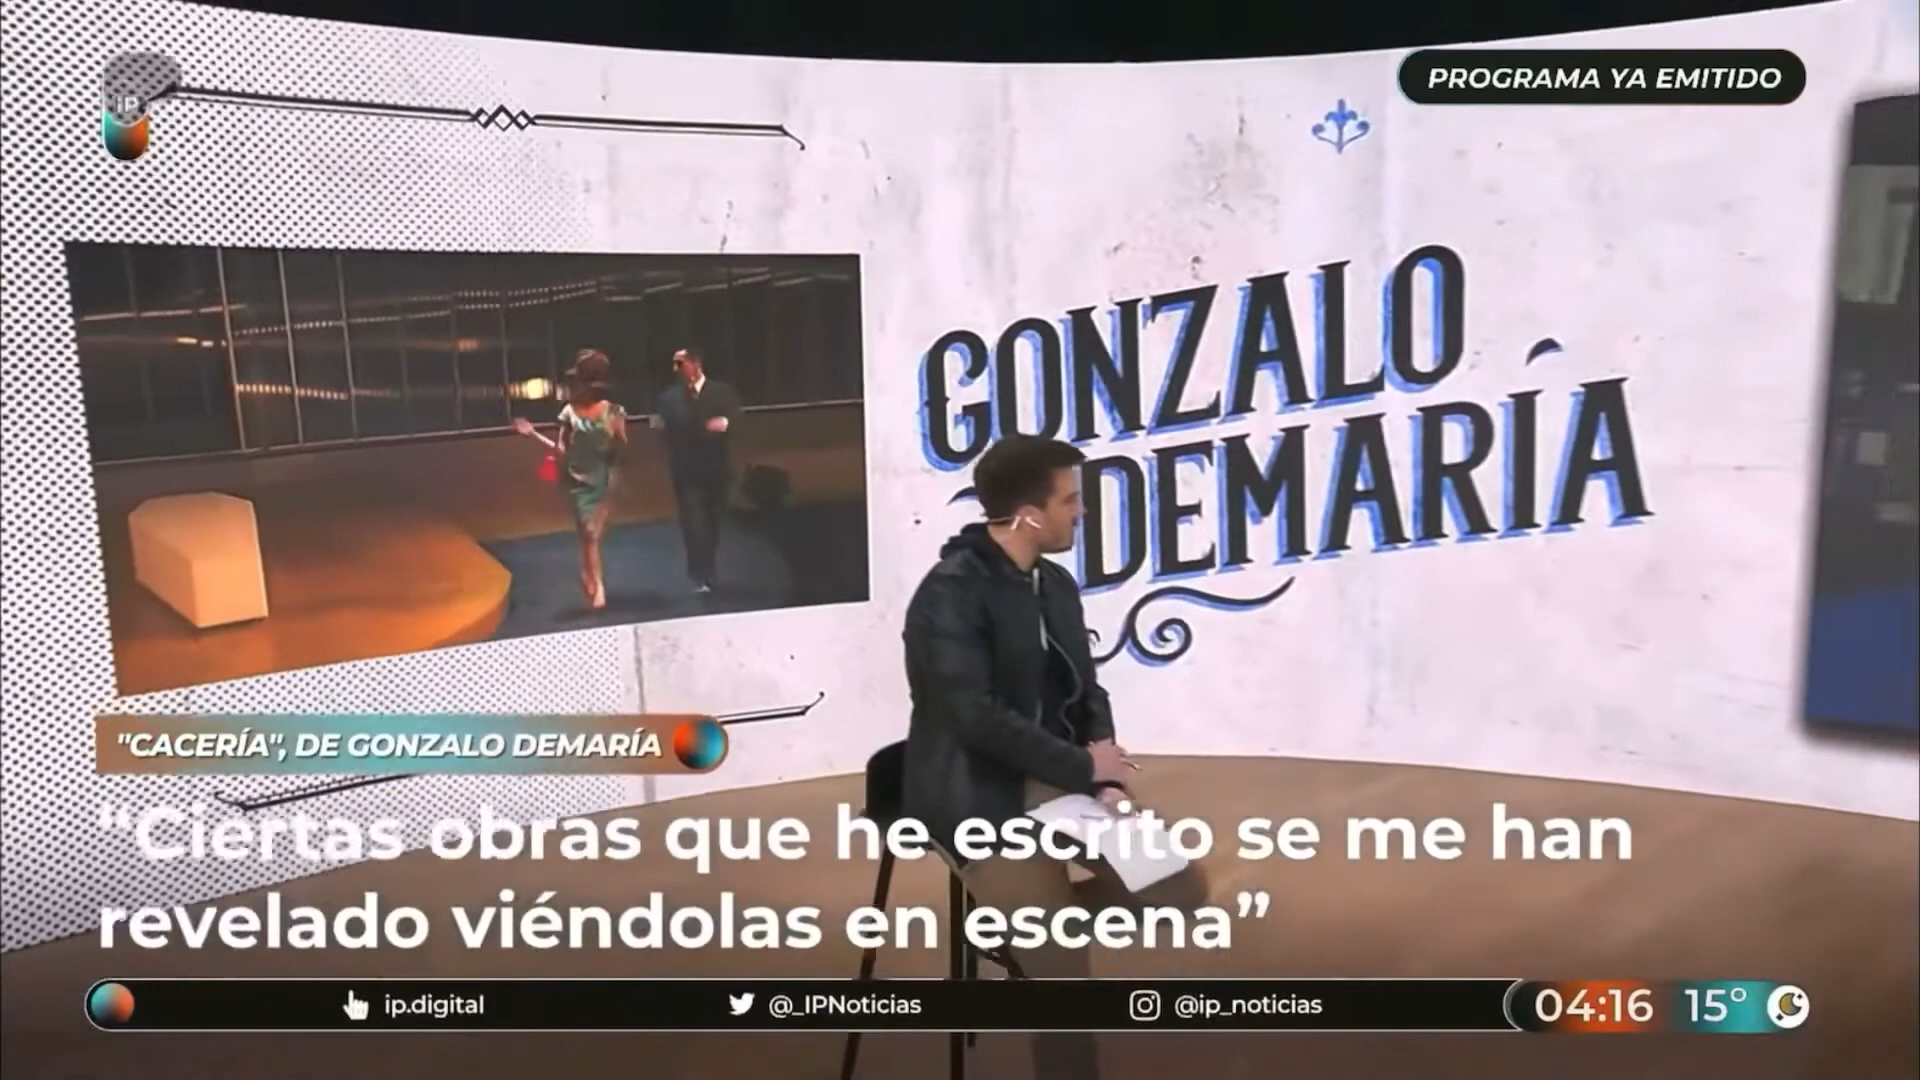 iP
PROGRAMA YA EMITIDO
GONZALO
DEMARÍA
"CACERÍA", DE GONZALO DEMARÍA
“Ciertas obras que he escrito se me han
revelado viéndolas en escena”
ip.digital
@_IPNoticias
@ip_noticias
04:16
15°